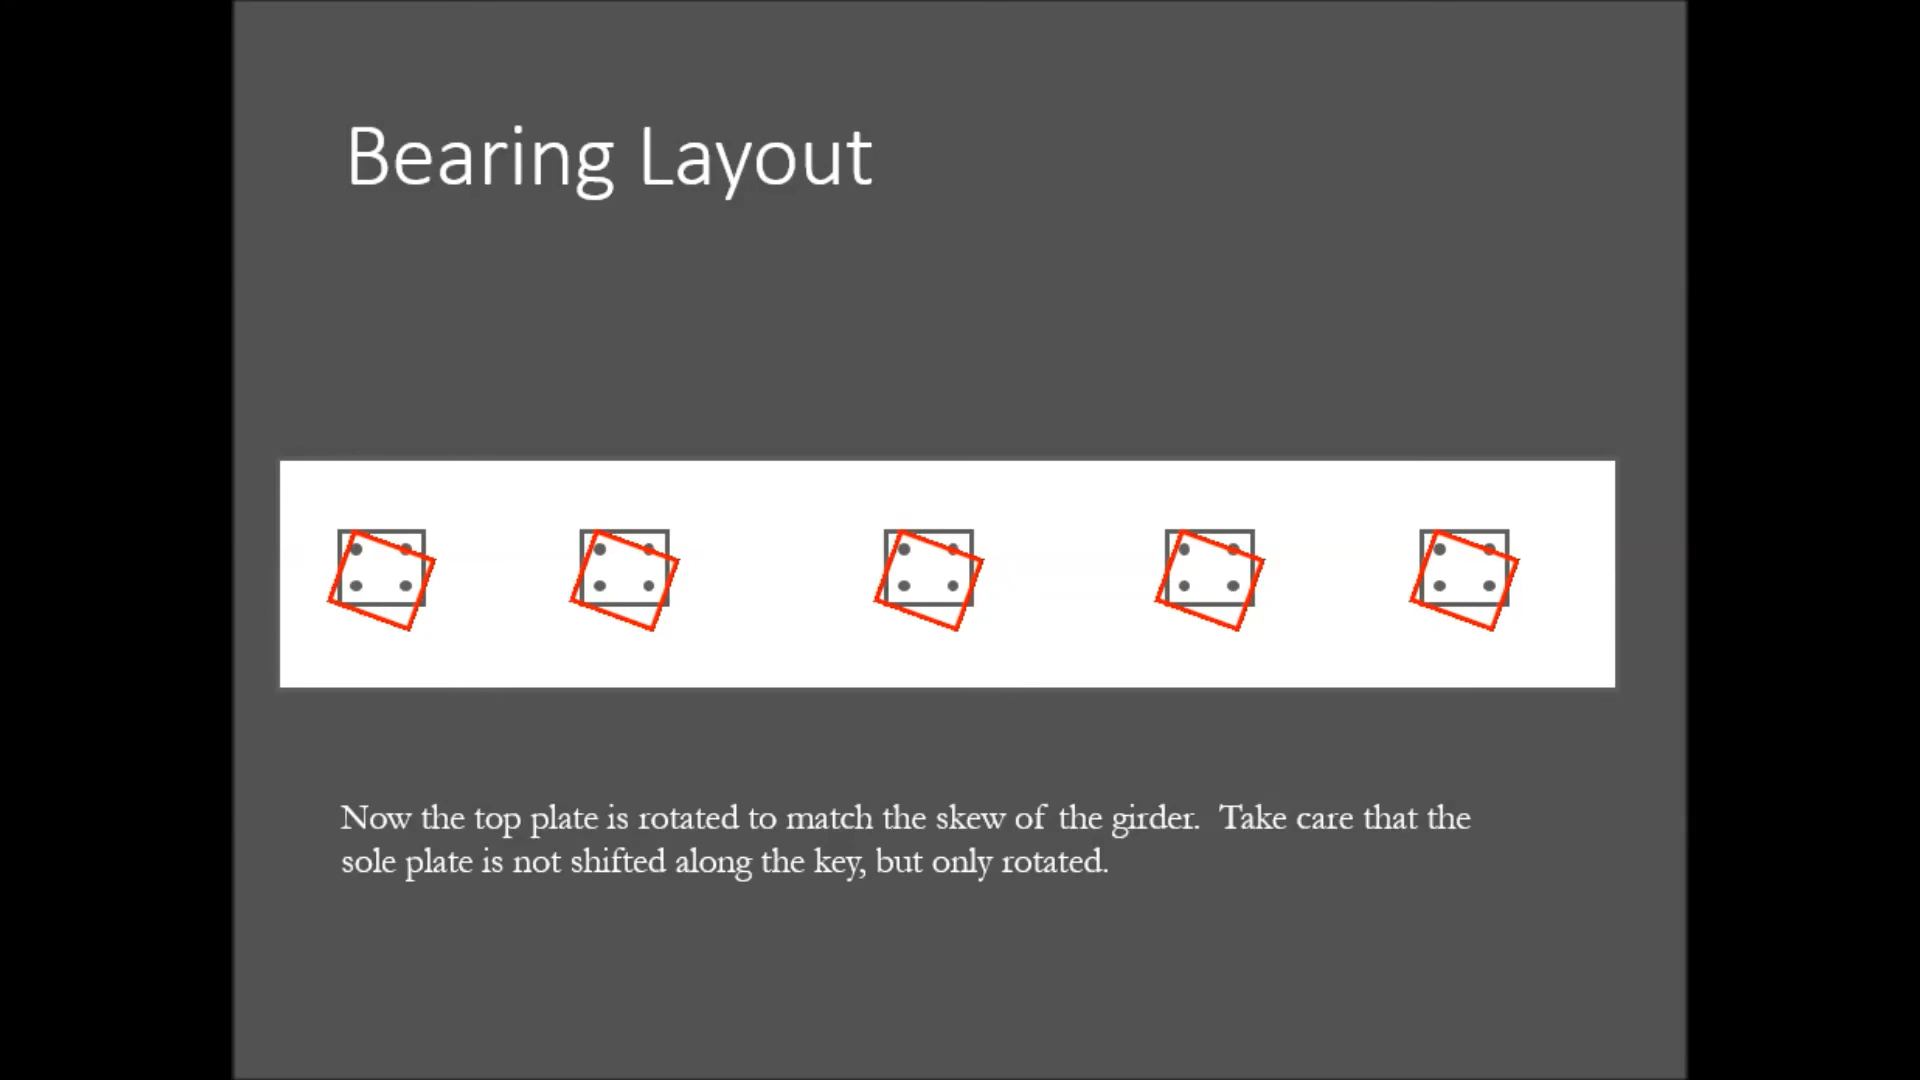 Bearing Layout
Now the top plate is rotated to match the skew of the girder.  Take care that the
sole plate is not shifted along the key, but only rotated.